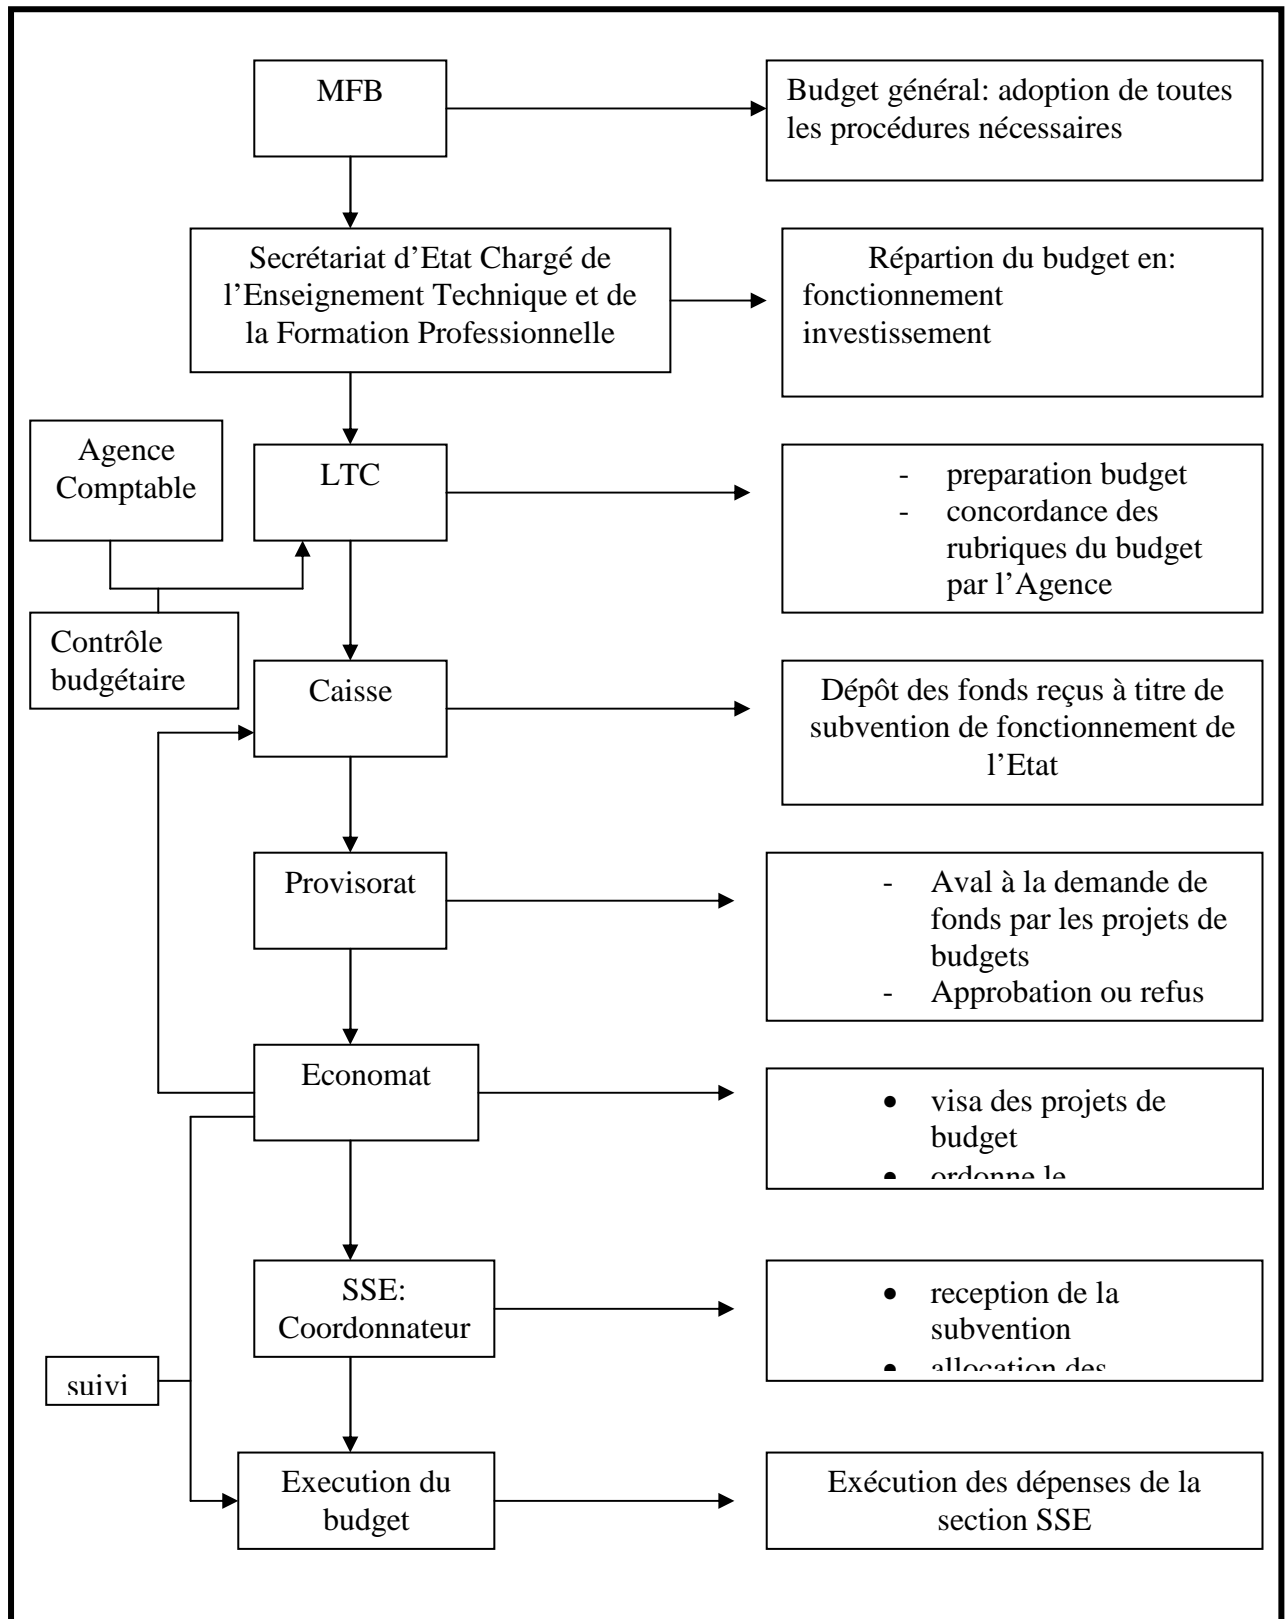 MFB
Budget général: adoption de toutes
les procédures nécessaires
Secrétariat d’Etat Chargé de
l’Enseignement Technique et de
la Formation Professionnelle
Répartion du budget en:
fonctionnement
investissement
Agence
Comptable
LTC
- preparation budget
- concordance des
rubriques du budget
par l’Agence
Contrôle
budgétaire
Caisse
Dépôt des fonds reçus à titre de
subvention de fonctionnement de
l’Etat
Provisorat
- Aval à la demande de
fonds par les projets de
budgets
- Approbation ou refus
Economat
• visa des projets de
budget
• ordonne le
SSE:
Coordonnateur
• reception de la
subvention
• allocation des
suivi
Execution du
budget
Exécution des dépenses de la
section SSE